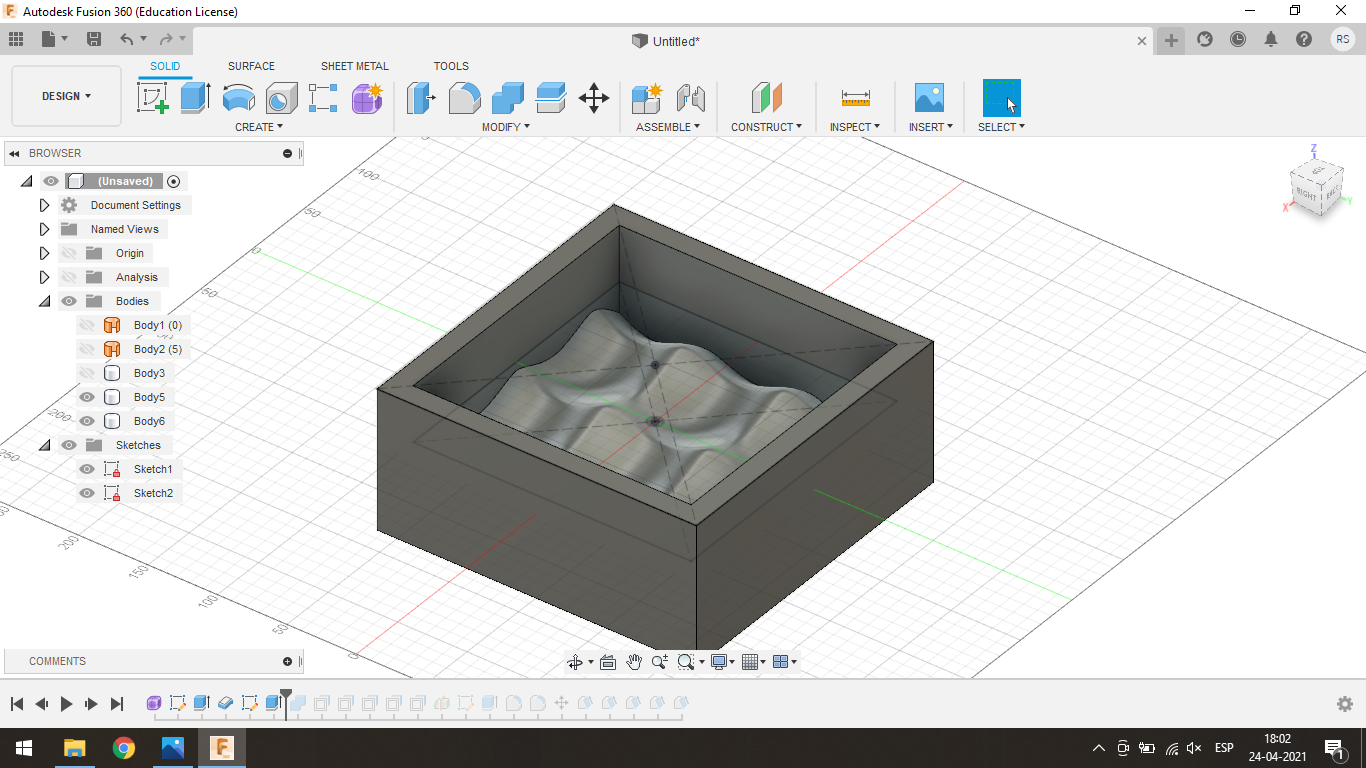 Autodesk Fusion 360 (Education License)
Untitled*
RS
SOLID
SURFACE
SHEET METAL
TOOLS
DESIGN
CREATE
MODIFY
ASSEMBLE
CONSTRUCT
INSPECT
INSERT
SELECT
BROWSER
(Unsaved)
Document Settings
Named Views
Origin
Analysis
Bodies
Body1 (0)
Body2 (5)
Body3
Body5
Body6
Sketches
Sketch1
Sketch2
100
50
0
50
200
250
200
150
100
50
0
Z
X
Y
RIGHT
COMMENTS
ESP
18:02
24-04-2021
1